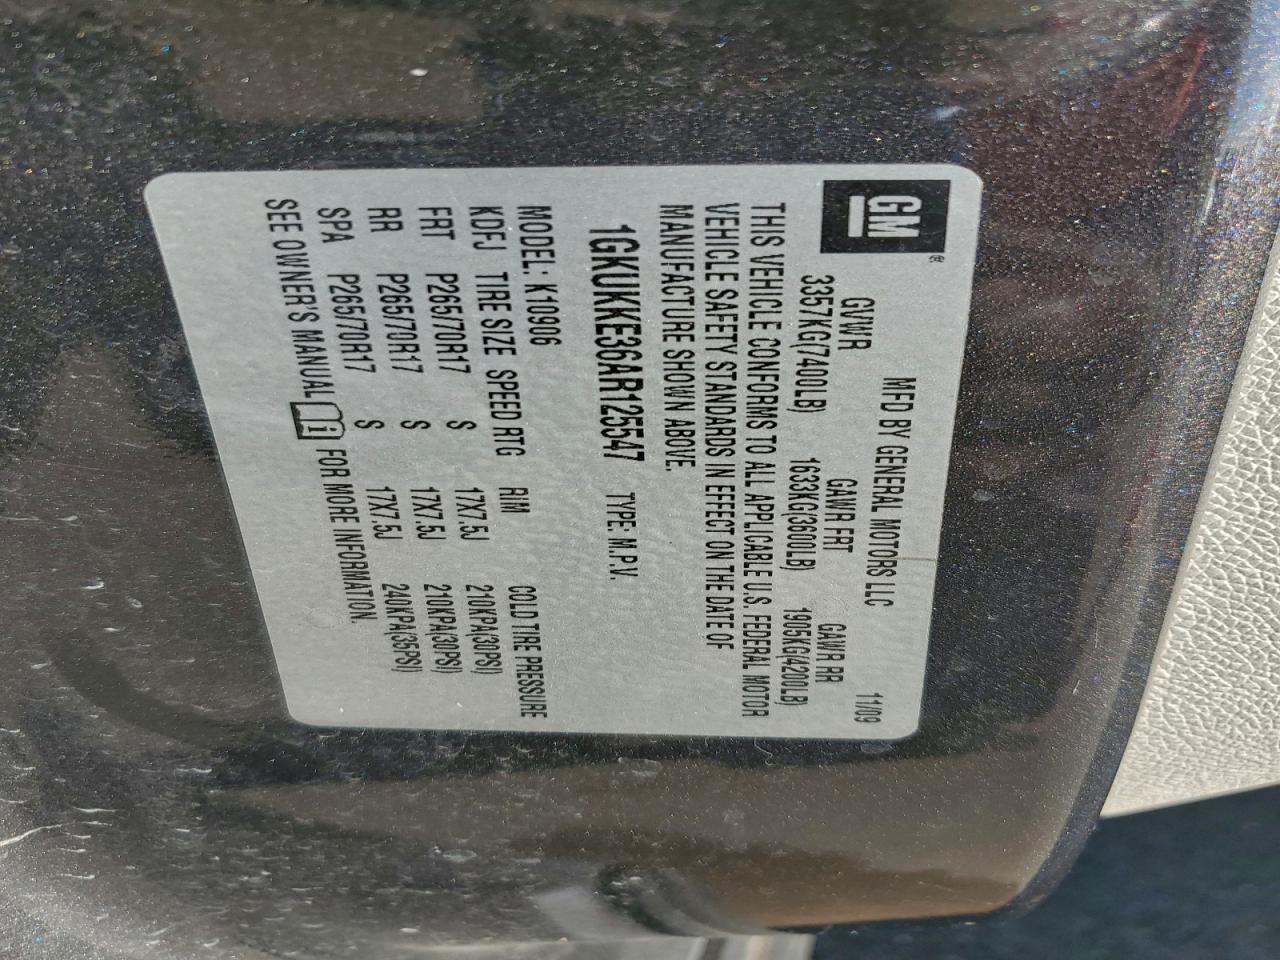 GM®
MFD BY GENERAL MOTORS LLC 11/09
GVWR GAWR FRT GAWR RR
3357KG(7400LB) 1633KG(3600LB) 1905KG(4200LB)
THIS VEHICLE CONFORMS TO ALL APPLICABLE U.S. FEDERAL MOTOR
VEHICLE SAFETY STANDARDS IN EFFECT ON THE DATE OF
MANUFACTURE SHOWN ABOVE.
1GKUKKE36AR125547 TYPE: M.P.V.
MODEL: K10906
KDFJ TIRE SIZE SPEED RTG RIM COLD TIRE PRESSURE
FRT P265/70R17 S 17X7.5J 210KPA(30PSI)
RR P265/70R17 S 17X7.5J 210KPA(30PSI)
SPA P265/70R17 S 17X7.5J 240KPA(35PSI)
SEE OWNER'S MANUAL i FOR MORE INFORMATION.